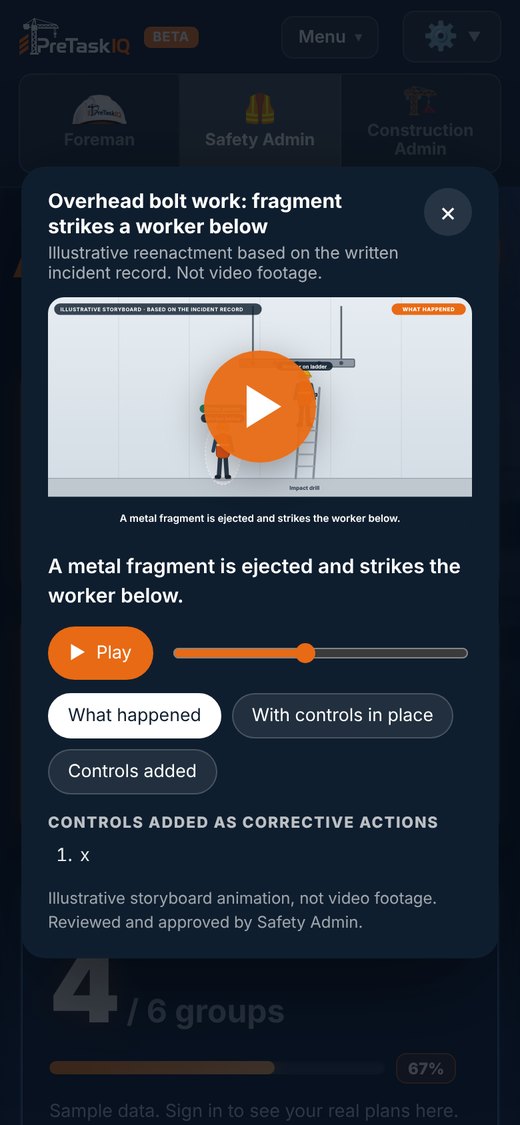 PreTaskIQ
BETA
Menu
PreTaskIQ
Foreman
Safety Admin
Construction
Admin
Overhead bolt work: fragment
strikes a worker below
Illustrative reenactment based on the written
incident record. Not video footage.
ILLUSTRATIVE STORYBOARD · BASED ON THE INCIDENT RECORD
WHAT HAPPENED
on ladder
Impact drill
A metal fragment is ejected and strikes the worker below.
A metal fragment is ejected and strikes the
worker below.
Play
What happened
With controls in place
Controls added
CONTROLS ADDED AS CORRECTIVE ACTIONS
1. x
Illustrative storyboard animation, not video footage.
Reviewed and approved by Safety Admin.
4 / 6 groups
67%
Sample data. Sign in to see your real plans here.